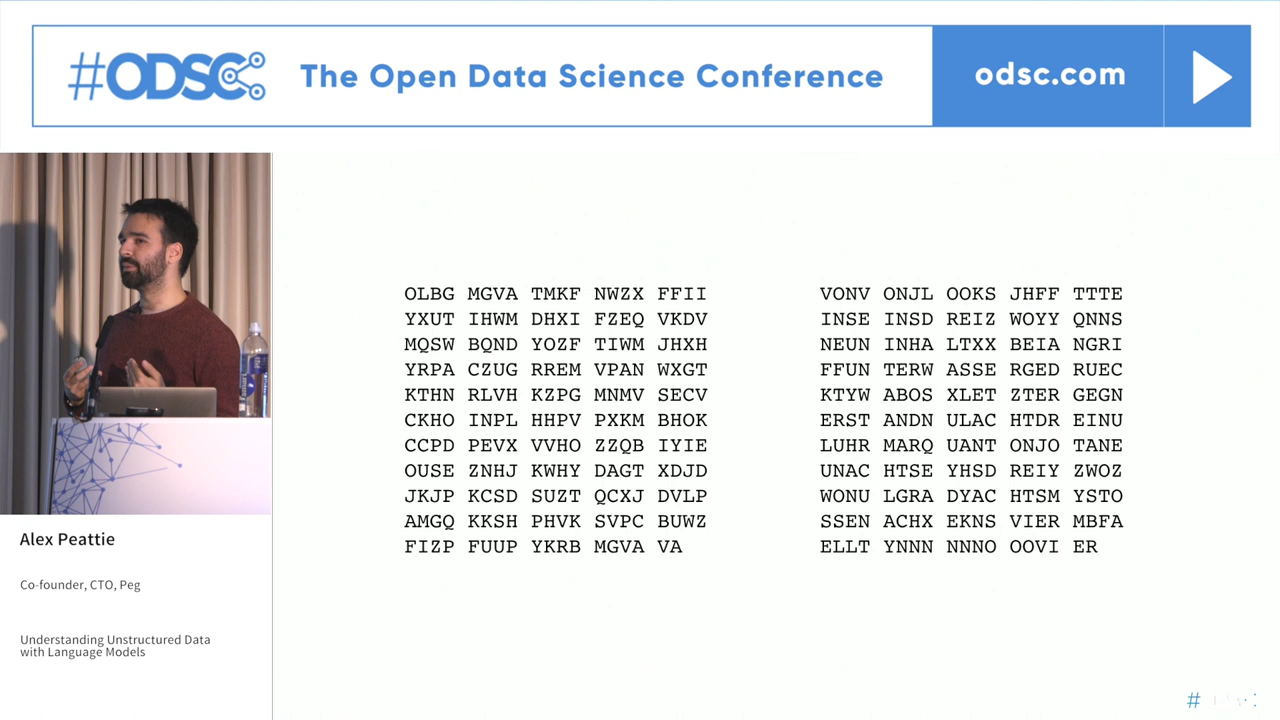 #ODSC
The Open Data Science Conference
odsc.com
OLBG MGVA TMKF NWZX FFII
YXUT IHWM DHXI FZEQ VKDV
MQSW BQND YOZF TIWM JHXH
YRPA CZUG RREM VPAN WXGT
KTHN RLVH KZPG MNMV SECV
CKHO INPL HHPV PXKM BHOK
CCPD PEVX VVHO ZZQB IYIE
OUSE ZNHJ KWHY DAGT XDJD
JKJP KCSD SUZT QCXJ DVLP
AMGQ KKSH PHVK SVPC BUWZ
FIZP FUUP YKRB MGVA VA
VONV ONJL OOKS JHFF TTTE
INSE INSD REIZ WOYY QNNS
NEUN INHA LTXX BEIA NGRI
FFUN TERW ASSE RGED RUEC
KTYW ABOS XLET ZTER GEGN
ERST ANDN ULAC HTDR EINU
LUHR MARQ UANT ONJO TANE
UNAC HTSE YHSD REIY ZWOZ
WONU LGRA DYAC HTSM YSTO
SSEN ACHX EKNS VIER MBFA
ELLT YNNN NNNO OOVI ER
Alex Peattie
Co-founder, CTO, Peg
Understanding Unstructured Data
with Language Models
#